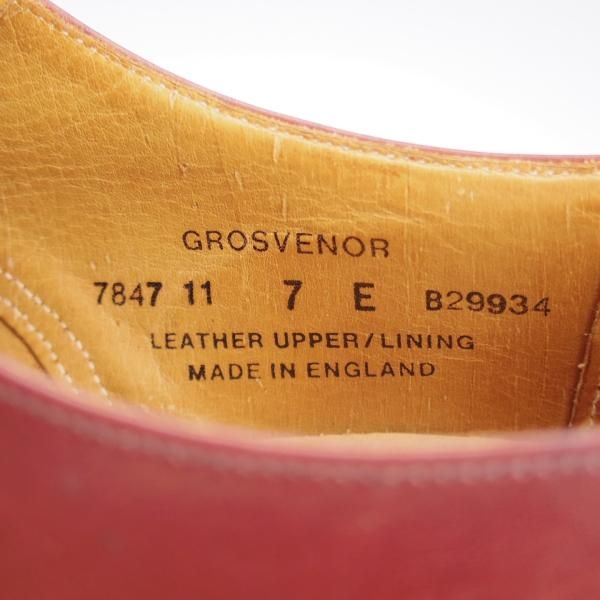 GROSVENOR
7847 11 7 E B29934
LEATHER UPPER/LINING
MADE IN ENGLAND